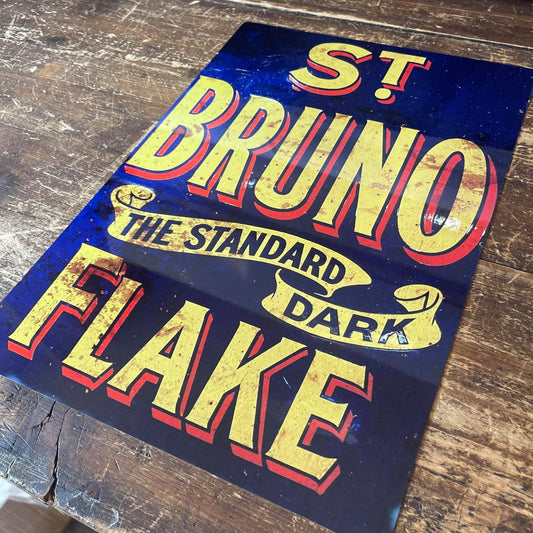 ST.
BRUNO
THE STANDARD
DARK
FLAKE